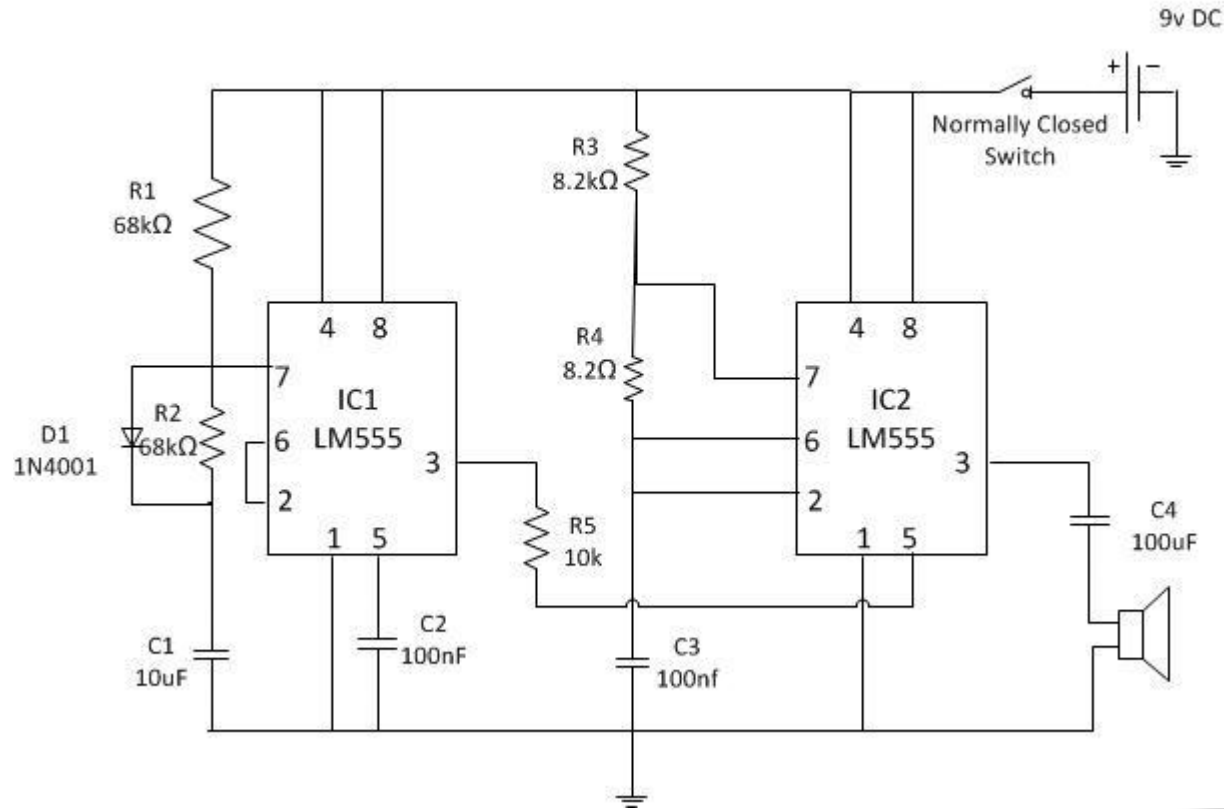 9v DC
+
−
Normally Closed
Switch
R1
68kΩ
R3
8.2kΩ
4 8
7
IC1
LM555
6
3
2
1 5
R2
68kΩ
D1
1N4001
R4
8.2Ω
4 8
7
IC2
LM555
6
3
2
1 5
R5
10k
C4
100uF
C1
10uF
C2
100nF
C3
100nf